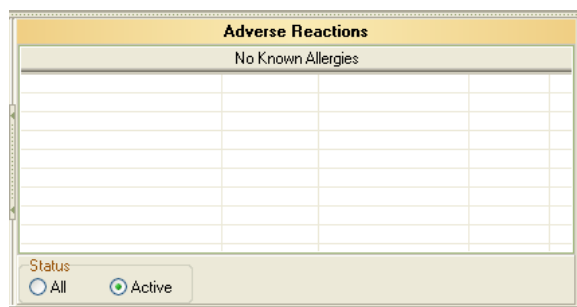 Adverse Reactions
No Known Allergies
Status
All Active